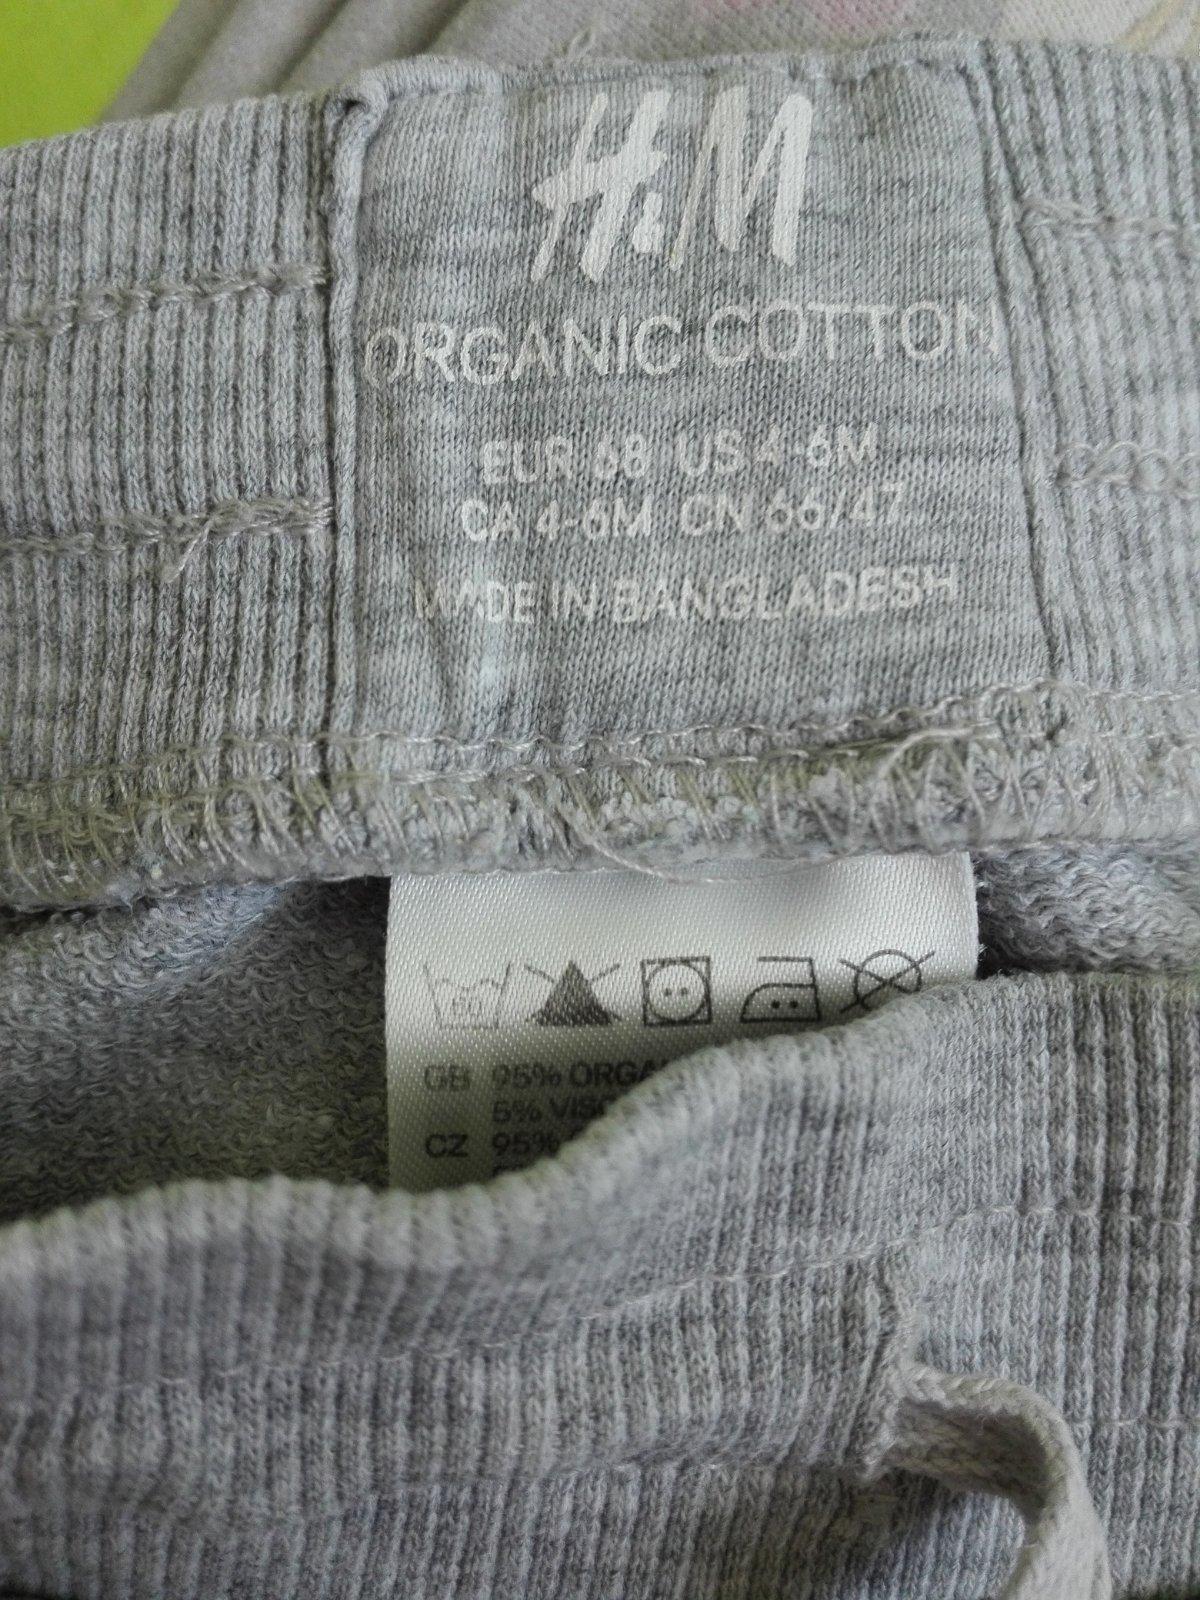 H&M
ORGANIC COTTON
EUR 68 US 4-6M
CA 4-6M CN 66/47
MADE IN BANGLADESH
60
GB 95% ORGA
5% VISC
CZ 95%